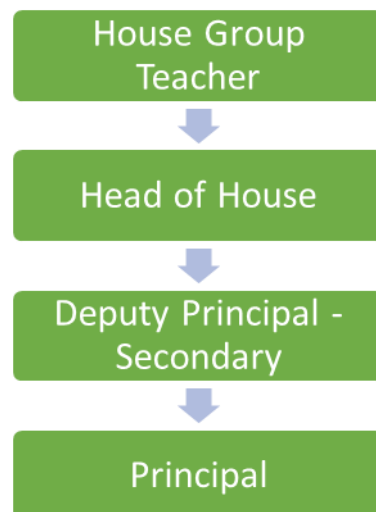 House Group
Teacher
Head of House
Deputy Principal -
Secondary
Principal